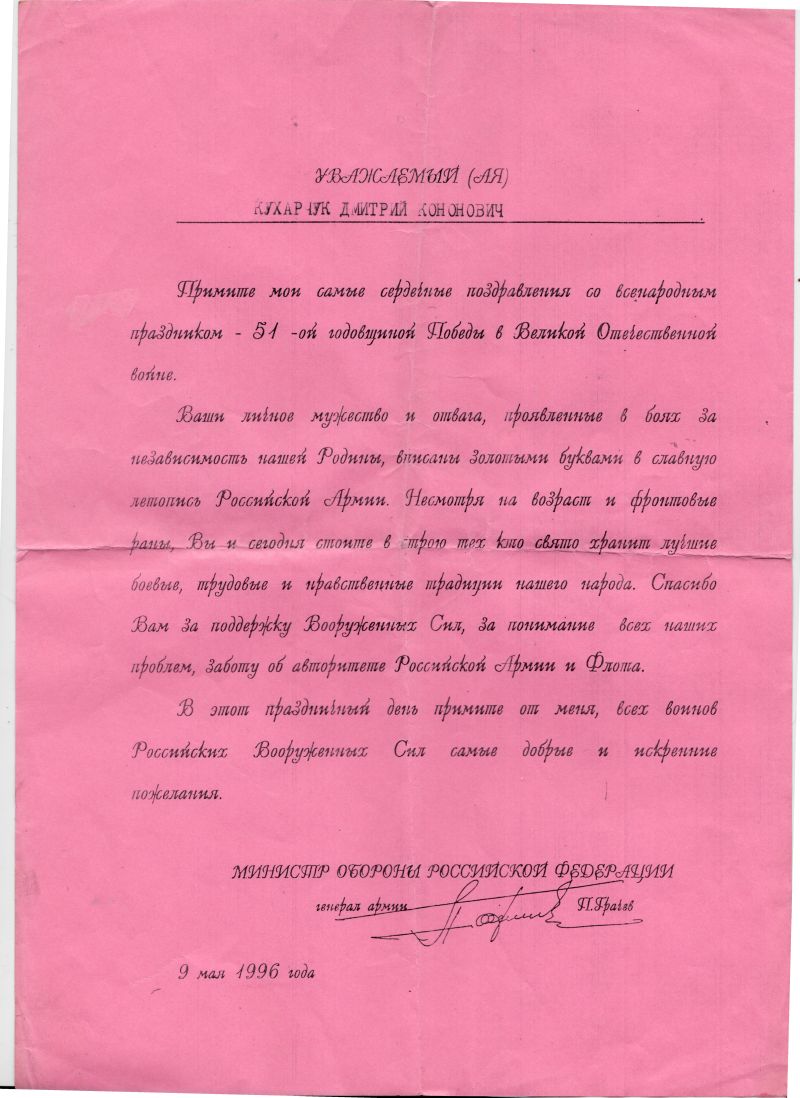 УВАЖАЕМЫЙ (АЯ)
КУХАРЧУК ДМИТРИЙ КОНОНОВИЧ
Примите мои самые сердечные поздравления со всенародным
праздником - 51 -ой годовщиной Победы в Великой Отечественной
войне.
Ваши личное мужество и отвага, проявленные в боях за
независимость нашей Родины, вписаны золотыми буквами в славную
летопись Российской Армии. Несмотря на возраст и фронтовые
раны, Вы и сегодня стоите в строю тех кто свято хранит лучшие
боевые, трудовые и нравственные традиции нашего народа. Спасибо
Вам за поддержку Вооруженных Сил, за понимание всех наших
проблем, заботу об авторитете Российской Армии и Флота.
В этот праздничный день примите от меня, всех воинов
Российских Вооруженных Сил самые добрые и искренние
пожелания.
МИНИСТР ОБОРОНЫ РОССИЙСКОЙ ФЕДЕРАЦИИ
генерал армии П.Грачев
9 мая 1996 года